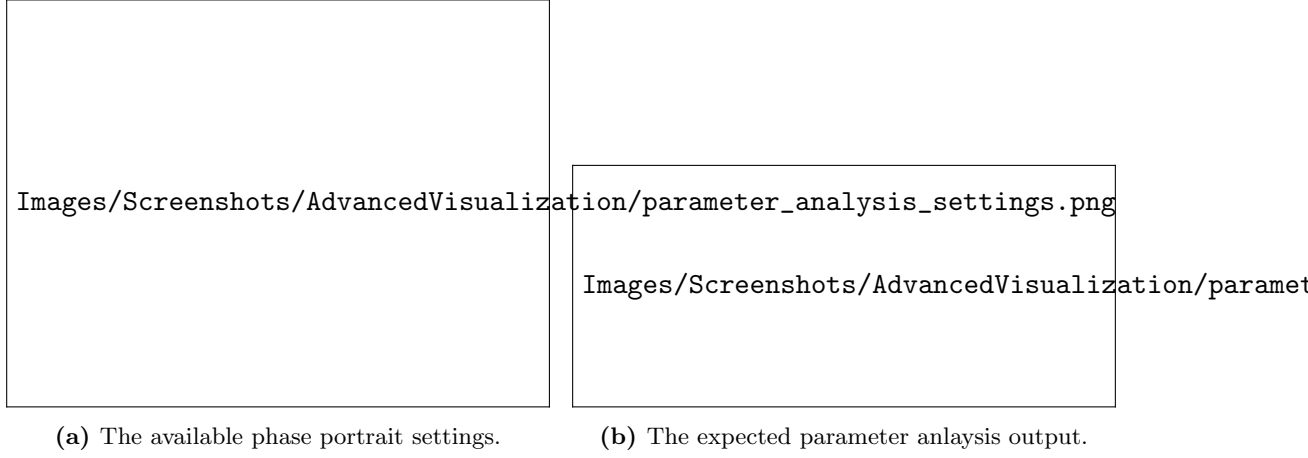 Images/Screenshots/AdvancedVisualization/parameter_analysis_settings.png
Images/Screenshots/AdvancedVisualization/paramet
(a) The available phase portrait settings.
(b) The expected parameter anlaysis output.